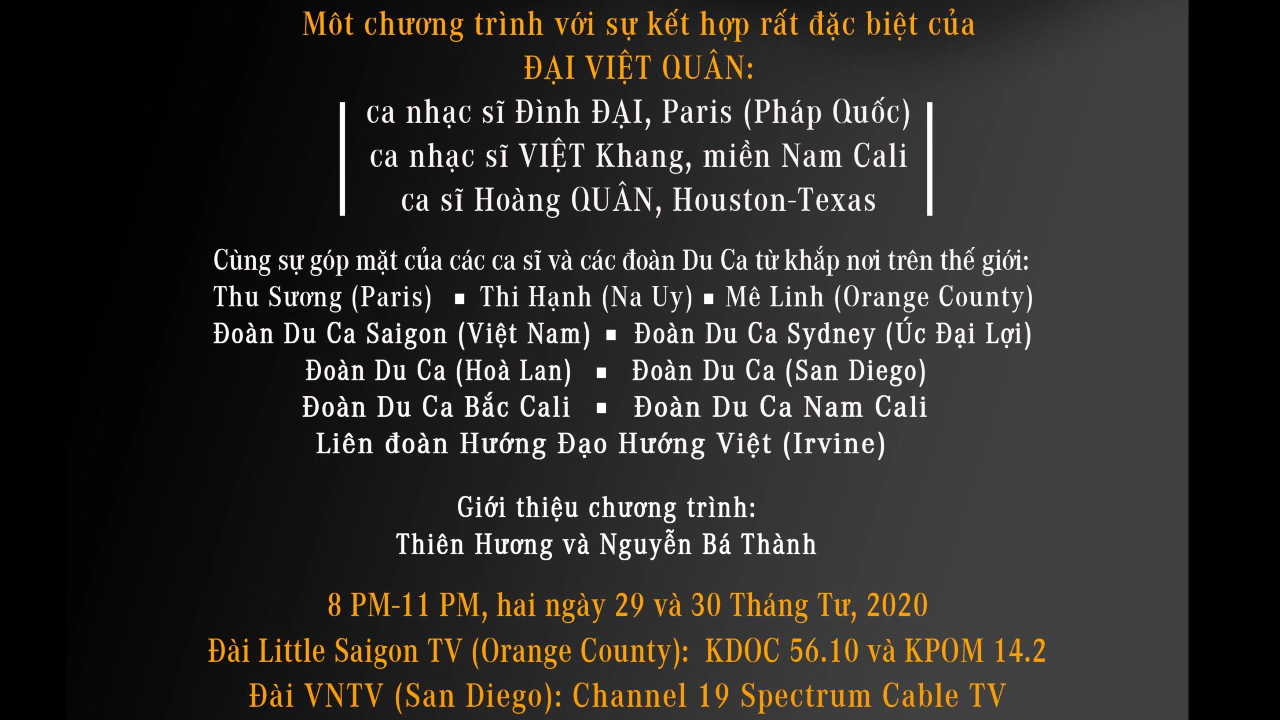 Môt chương trình với sự kết hợp rất đặc biệt của
ĐẠI VIỆT QUÂN:
ca nhạc sĩ Đình ĐẠI, Paris (Pháp Quốc)
ca nhạc sĩ VIỆT Khang, miền Nam Cali
ca sĩ Hoàng QUÂN, Houston-Texas
Cùng sự góp mặt của các ca sĩ và các đoàn Du Ca từ khắp nơi trên thế giới:
Thu Sương (Paris) ▪ Thi Hạnh (Na Uy) ▪ Mê Linh (Orange County)
Đoàn Du Ca Saigon (Việt Nam) ▪ Đoàn Du Ca Sydney (Úc Đại Lợi)
Đoàn Du Ca (Hoà Lan) ▪ Đoàn Du Ca (San Diego)
Đoàn Du Ca Bắc Cali ▪ Đoàn Du Ca Nam Cali
Liên đoàn Hướng Đạo Hướng Việt (Irvine)
Giới thiệu chương trình:
Thiên Hương và Nguyễn Bá Thành
8 PM-11 PM, hai ngày 29 và 30 Tháng Tư, 2020
Đài Little Saigon TV (Orange County): KDOC 56.10 và KPOM 14.2
Đài VNTV (San Diego): Channel 19 Spectrum Cable TV